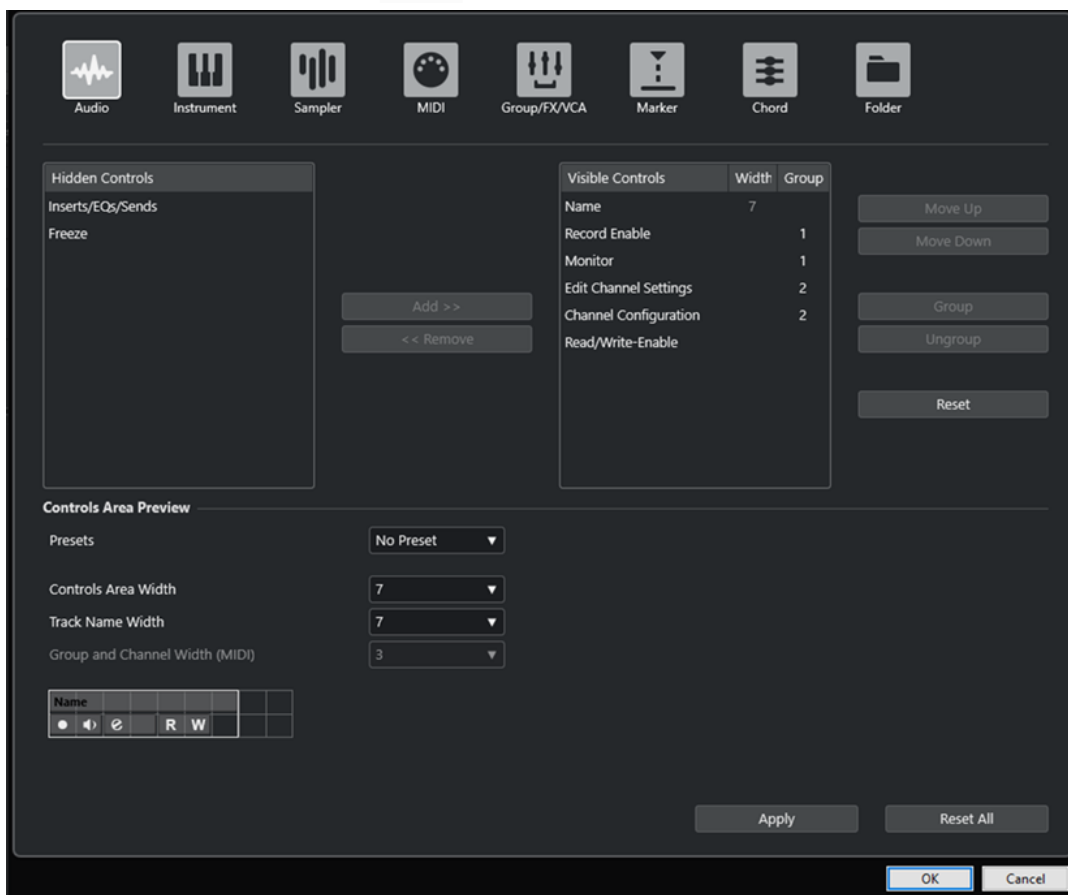 Audio Instrument Sampler MIDI Group/FX/VCA Marker Chord Folder
Hidden Controls
Inserts/EQs/Sends
Freeze
Add >>
<< Remove
Visible Controls Width Group
Name 7
Record Enable 1
Monitor 1
Edit Channel Settings 2
Channel Configuration 2
Read/Write-Enable
Move Up
Move Down
Group
Ungroup
Reset
Controls Area Preview
Presets No Preset
Controls Area Width 7
Track Name Width 7
Group and Channel Width (MIDI) 3
Name
R W
Apply Reset All
OK Cancel